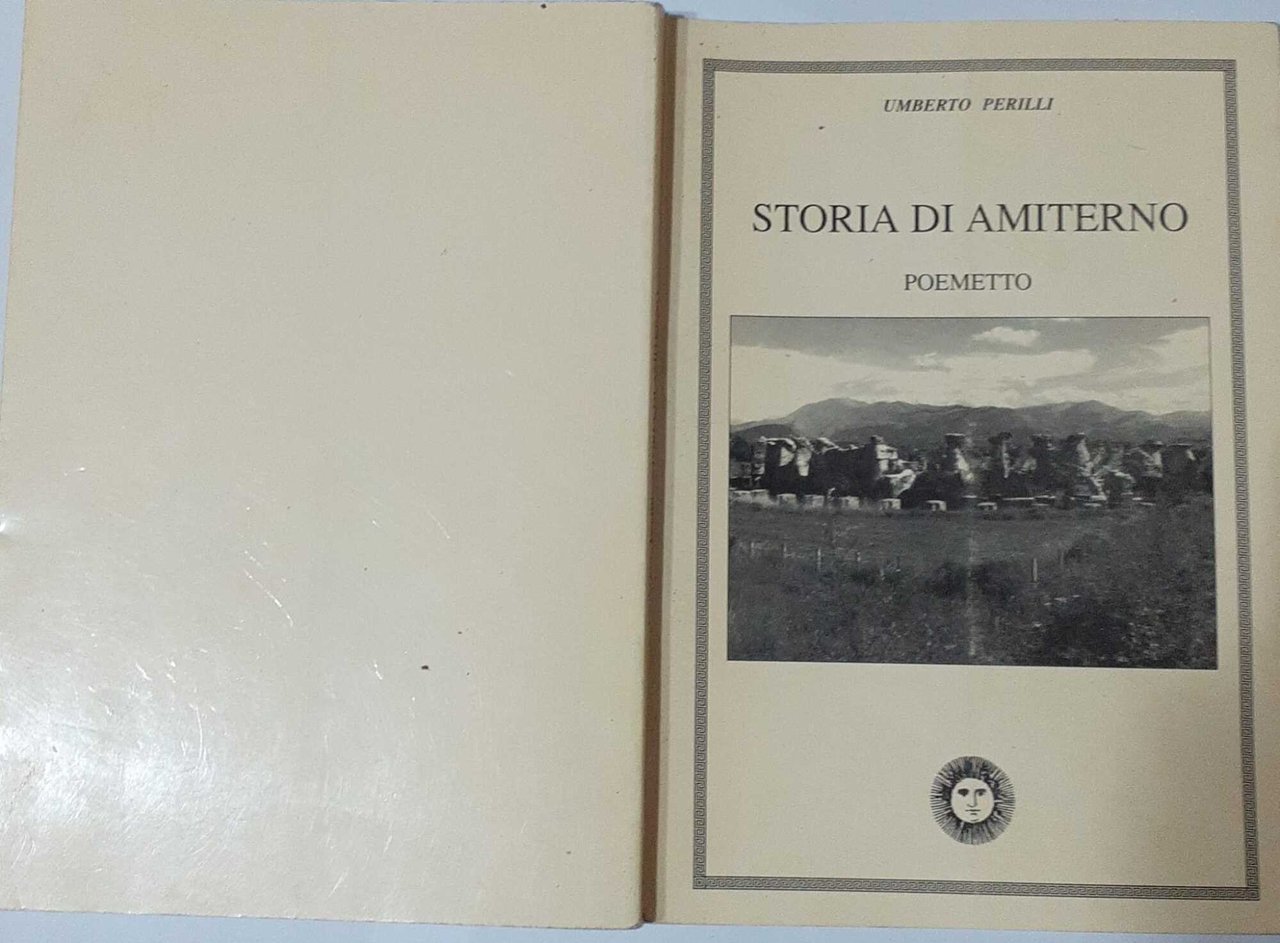 UMBERTO PERILLI
STORIA DI AMITERNO
POEMETTO